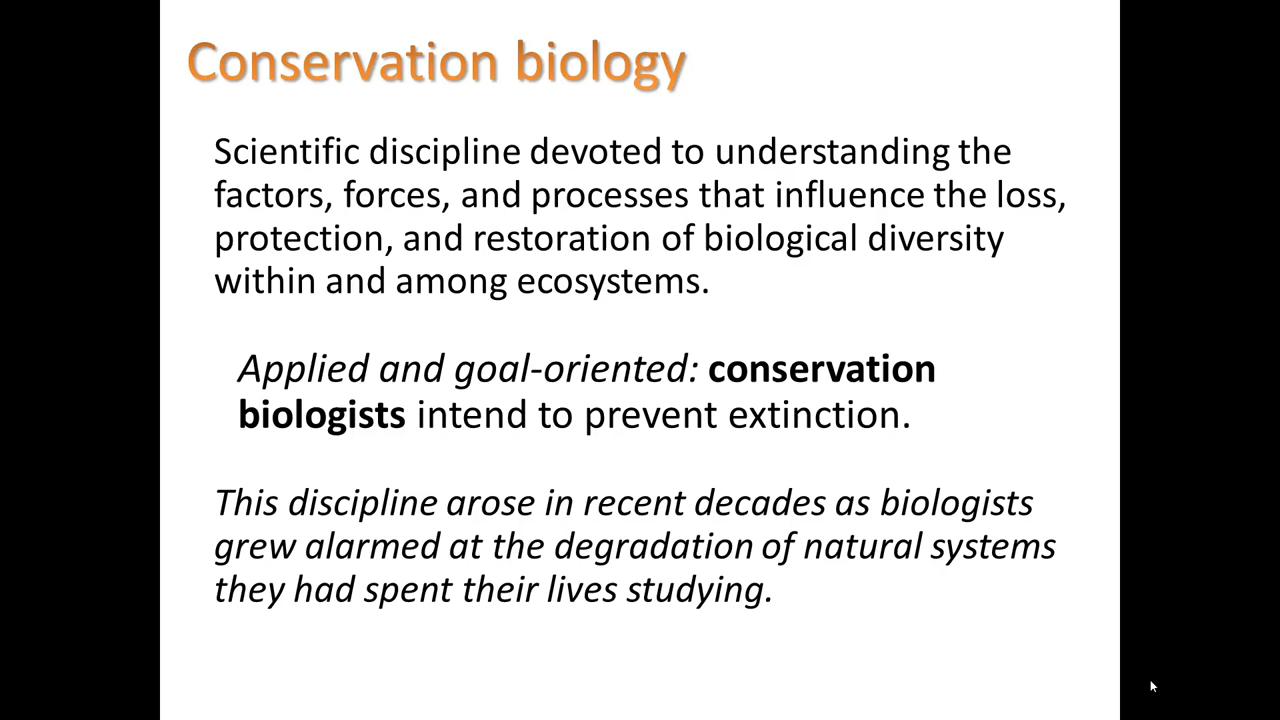 Conservation biology
Scientific discipline devoted to understanding the
factors, forces, and processes that influence the loss,
protection, and restoration of biological diversity
within and among ecosystems.
Applied and goal-oriented: conservation
biologists intend to prevent extinction.
This discipline arose in recent decades as biologists
grew alarmed at the degradation of natural systems
they had spent their lives studying.